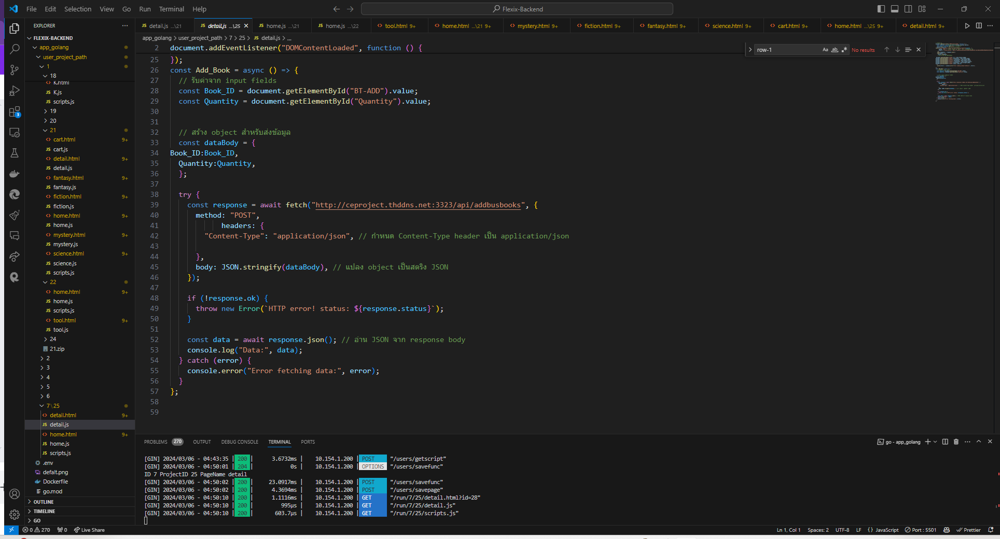 File Edit Selection View Go Run Terminal Help
Flexix-Backend
EXPLORER
detail.js ...\21
detail.js ...\25
home.js ...\21
home.js ...\22
tool.html 9+
home.html ...\21 9+
mystery.html 9+
fiction.html 9+
fantasy.html 9+
science.html 9+
cart.html 9+
home.html ...\25 9+
detail.html 9+
FLEXIX-BACKEND
app_golang
user_project_path
1
18
K.html
K.js
scripts.js
19
20
21
cart.html 9+
cart.js
detail.html 9+
detail.js
fantasy.html 9+
fantasy.js
fiction.html 9+
fiction.js
home.html 9+
home.js
mystery.html 9+
mystery.js
science.html 9+
science.js
scripts.js
22
home.html 9+
home.js
scripts.js
tool.html 9+
tool.js
24
21.zip
2
3
4
5
6
7\25
detail.html 9+
detail.js
home.html 9+
home.js
scripts.js
.env
defalt.png
Dockerfile
go.mod
OUTLINE
TIMELINE
GO
3
app_golang > user_project_path > 7 > 25 > JS detail.js > ...
row-1 Aa ab No results
2 document.addEventListener("DOMContentLoaded", function () {
25 });
26 const Add_Book = async () => {
27 // รับค่าจาก input fields
28 const Book_ID = document.getElementById("BT-ADD").value;
29 const Quantity = document.getElementById("Quantity").value;
30
31
32 // สร้าง object สำหรับส่งข้อมูล
33 const dataBody = {
34 Book_ID:Book_ID,
35 Quantity:Quantity,
36 };
37
38 try {
39 const response = await fetch("http://ceproject.thddns.net:3323/api/addbusbooks", {
40 method: "POST",
41 headers: {
42 "Content-Type": "application/json", // กำหนด Content-Type header เป็น application/json
43
44 },
45 body: JSON.stringify(dataBody), // แปลง object เป็นสตริง JSON
46 });
47
48 if (!response.ok) {
49 throw new Error(`HTTP error! status: ${response.status}`);
50 }
51
52 const data = await response.json(); // อ่าน JSON จาก response body
53 console.log("Data:", data);
54 } catch (error) {
55 console.error("Error fetching data:", error);
56 }
57 };
58
59
PROBLEMS 270 OUTPUT DEBUG CONSOLE TERMINAL PORTS
go - app_golang
[GIN] 2024/03/06 - 04:43:35 | 200 | 3.6732ms | 10.154.1.200 | POST "/users/getscript"
[GIN] 2024/03/06 - 04:50:01 | 204 | 0s | 10.154.1.200 | OPTIONS "/users/savefunc"
ID 7 ProjectID 25 PageName detail
[GIN] 2024/03/06 - 04:50:02 | 200 | 23.0917ms | 10.154.1.200 | POST "/users/savefunc"
[GIN] 2024/03/06 - 04:50:02 | 200 | 4.3694ms | 10.154.1.200 | POST "/users/savepage"
[GIN] 2024/03/06 - 04:50:10 | 200 | 1.1116ms | 10.154.1.200 | GET "/run/7/25/detail.html?id=28"
[GIN] 2024/03/06 - 04:50:10 | 200 | 995µs | 10.154.1.200 | GET "/run/7/25/detail.js"
[GIN] 2024/03/06 - 04:50:10 | 200 | 603.7µs | 10.154.1.200 | GET "/run/7/25/scripts.js"
0 270 0 Live Share
Ln 1, Col 1 Spaces: 2 UTF-8 LF {} JavaScript Port : 5501 Prettier